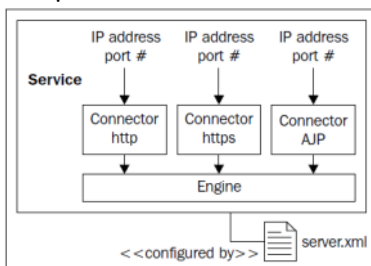 IP address IP address IP address
port # port # port #
Service
Connector Connector Connector
http https AJP
Engine
server.xml
<<configured by>>